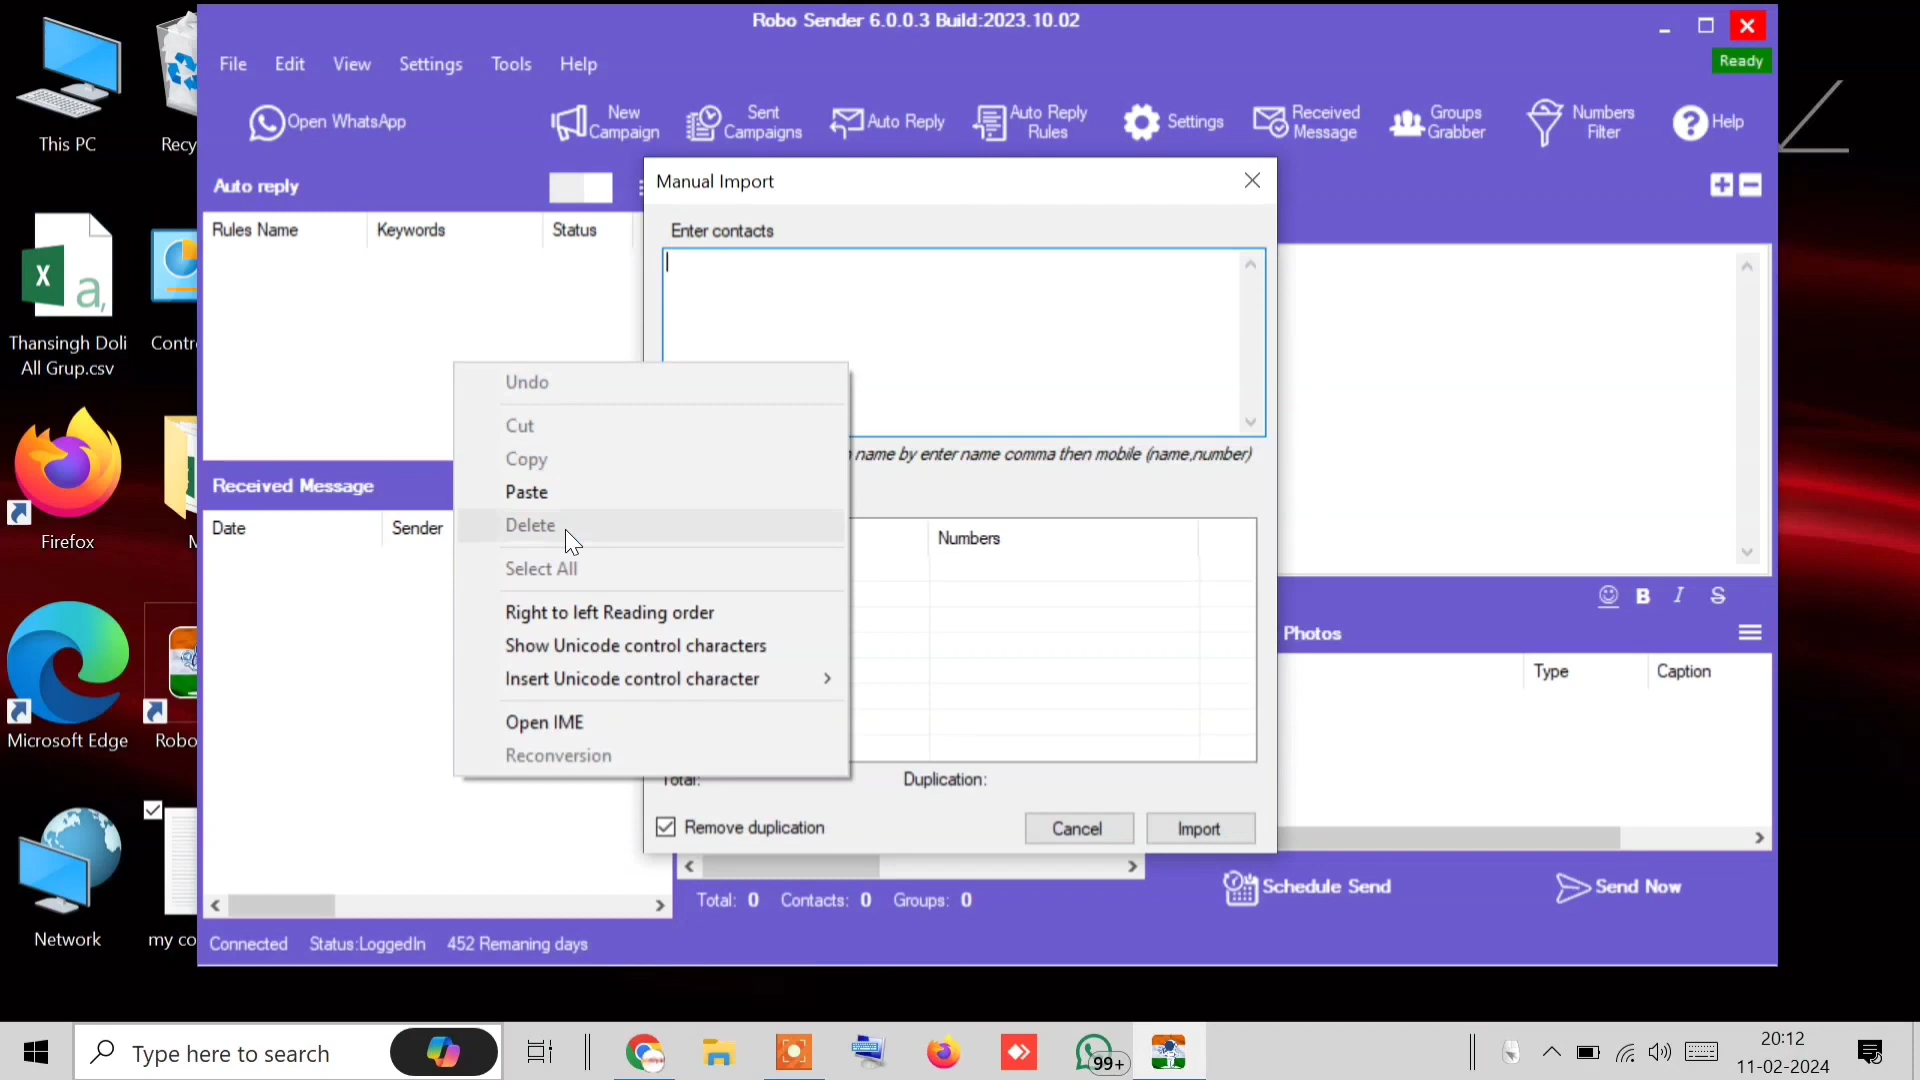 Robo Sender 6.0.0.3 Build:2023.10.02
File Edit View Settings Tools Help
Ready
Open WhatsApp
New Campaign
Sent Campaigns
Auto Reply
Auto Reply Rules
Settings
Received Message
Groups Grabber
Numbers Filter
Help
This PC
Recy
Thansingh Doli
All Grup.csv
Contr
Firefox
M
Microsoft Edge
Robo
Network
my co
Auto reply
Rules Name Keywords Status
Received Message
Date Sender
Manual Import
Enter contacts
name by enter name comma then mobile (name,number)
Numbers
Total: Duplication:
Remove duplication
Cancel Import
Undo
Cut
Copy
Paste
Delete
Select All
Right to left Reading order
Show Unicode control characters
Insert Unicode control character
Open IME
Reconversion
B I S
Photos
Type Caption
Total: 0 Contacts: 0 Groups: 0
Schedule Send Send Now
Connected Status:LoggedIn 452 Remaning days
Type here to search
99+
20:12
11-02-2024